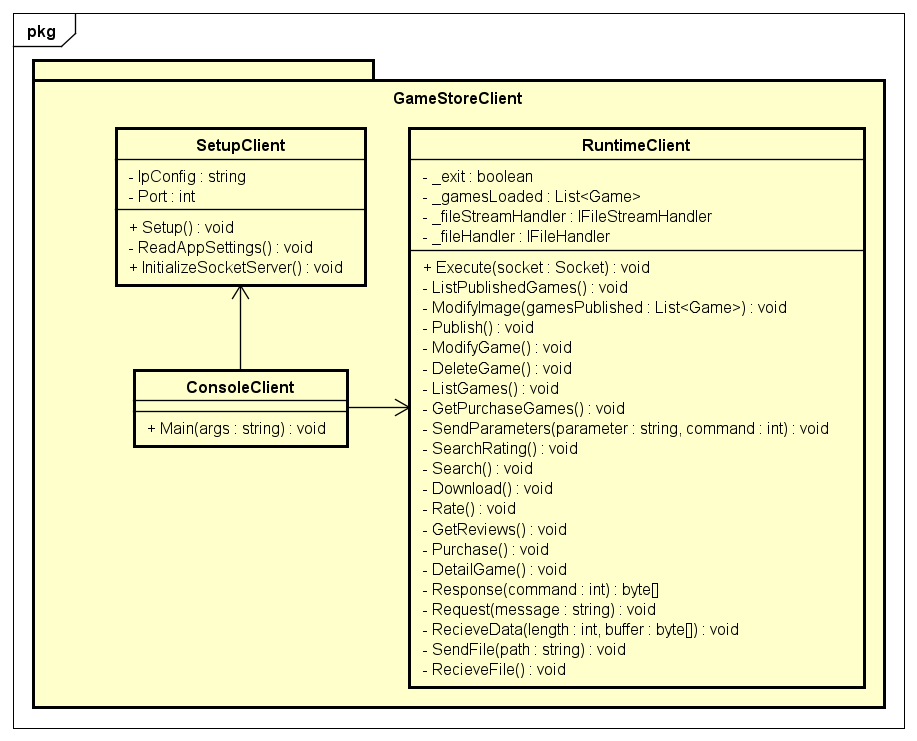 pkg
GameStoreClient
SetupClient
- IpConfig : string
- Port : int
+ Setup() : void
- ReadAppSettings() : void
+ InitializeSocketServer() : void
ConsoleClient
+ Main(args : string) : void
RuntimeClient
- _exit : boolean
- _gamesLoaded : List<Game>
- _fileStreamHandler : IFileStreamHandler
- _fileHandler : IFileHandler
+ Execute(socket : Socket) : void
- ListPublishedGames() : void
- ModifyImage(gamesPublished : List<Game>) : void
- Publish() : void
- ModifyGame() : void
- DeleteGame() : void
- ListGames() : void
- GetPurchaseGames() : void
- SendParameters(parameter : string, command : int) : void
- SearchRating() : void
- Search() : void
- Download() : void
- Rate() : void
- GetReviews() : void
- Purchase() : void
- DetailGame() : void
- Response(command : int) : byte[]
- Request(message : string) : void
- RecieveData(length : int, buffer : byte[]) : void
- SendFile(path : string) : void
- RecieveFile() : void